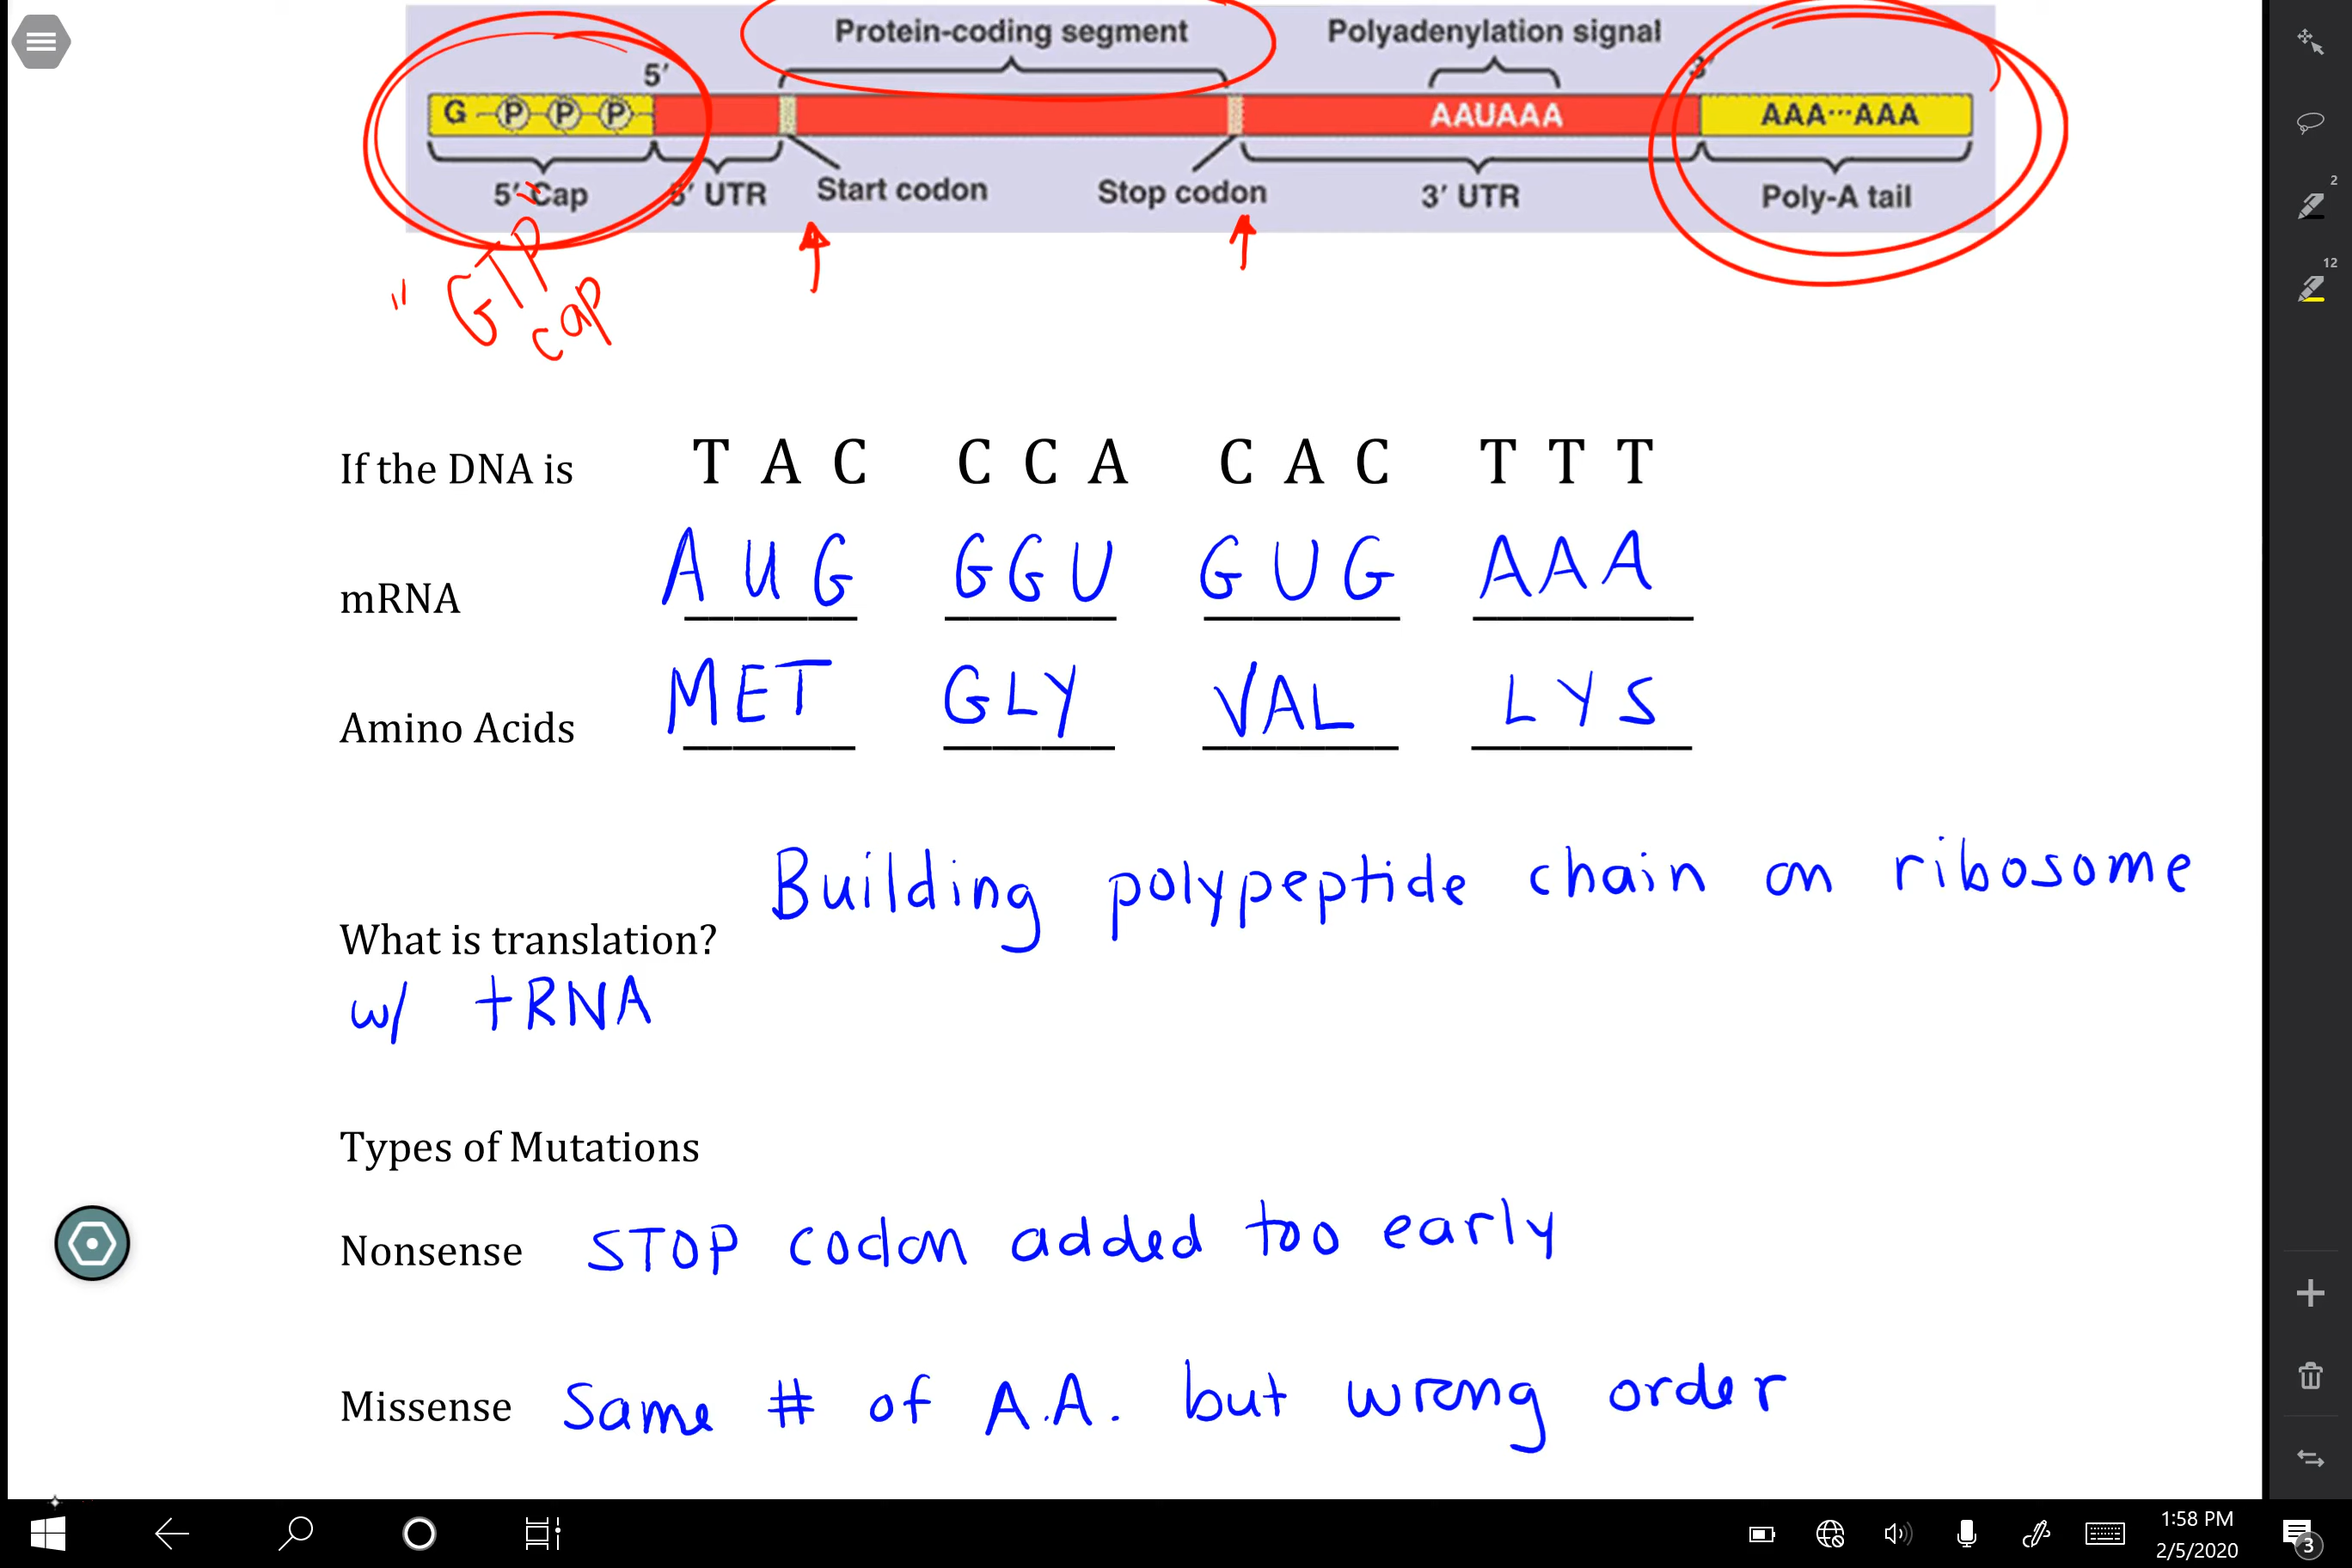 Protein-coding segment Polyadenylation signal
5′ 3′
G P P P AAUAAA AAA···AAA
5′ Cap 5′ UTR Start codon Stop codon 3′ UTR Poly-A tail
"GTP"
cap
If the DNA is T A C C C A C A C T T T
mRNA A U G G G U G U G A A A
Amino Acids MET GLY VAL LYS
Building polypeptide chain on ribosome
What is translation?
w/ tRNA
Types of Mutations
Nonsense STOP codon added too early
Missense Same # of A.A. but wrong order
2
12
1:58 PM
2/5/2020
3